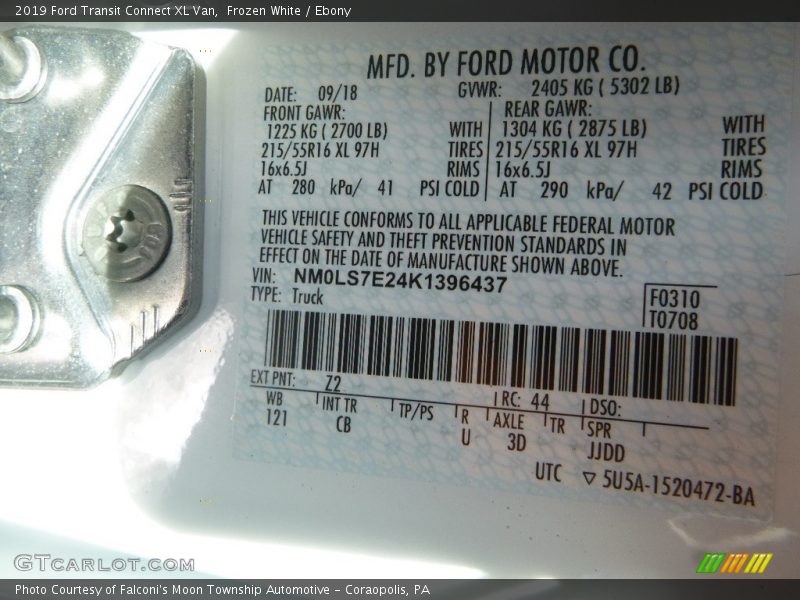 2019 Ford Transit Connect XL Van,  Frozen White / Ebony
MFD. BY FORD MOTOR CO.
DATE: 09/18 GVWR: 2405 KG ( 5302 LB)
FRONT GAWR: REAR GAWR:
1225 KG ( 2700 LB) WITH 1304 KG ( 2875 LB) WITH
215/55R16 XL 97H TIRES 215/55R16 XL 97H TIRES
16x6.5J RIMS 16x6.5J RIMS
AT 280 kPa/ 41 PSI COLD AT 290 kPa/ 42 PSI COLD
THIS VEHICLE CONFORMS TO ALL APPLICABLE FEDERAL MOTOR
VEHICLE SAFETY AND THEFT PREVENTION STANDARDS IN
EFFECT ON THE DATE OF MANUFACTURE SHOWN ABOVE.
VIN: NM0LS7E24K1396437
TYPE: Truck
F0310
T0708
EXT PNT: Z2 RC: 44 DSO:
WB INT TR TP/PS R AXLE TR SPR
121 CB U 3D JJDD
UTC ▽ 5U5A-1520472-BA
GTCARLOT.COM
Photo Courtesy of Falconi's Moon Township Automotive – Coraopolis, PA